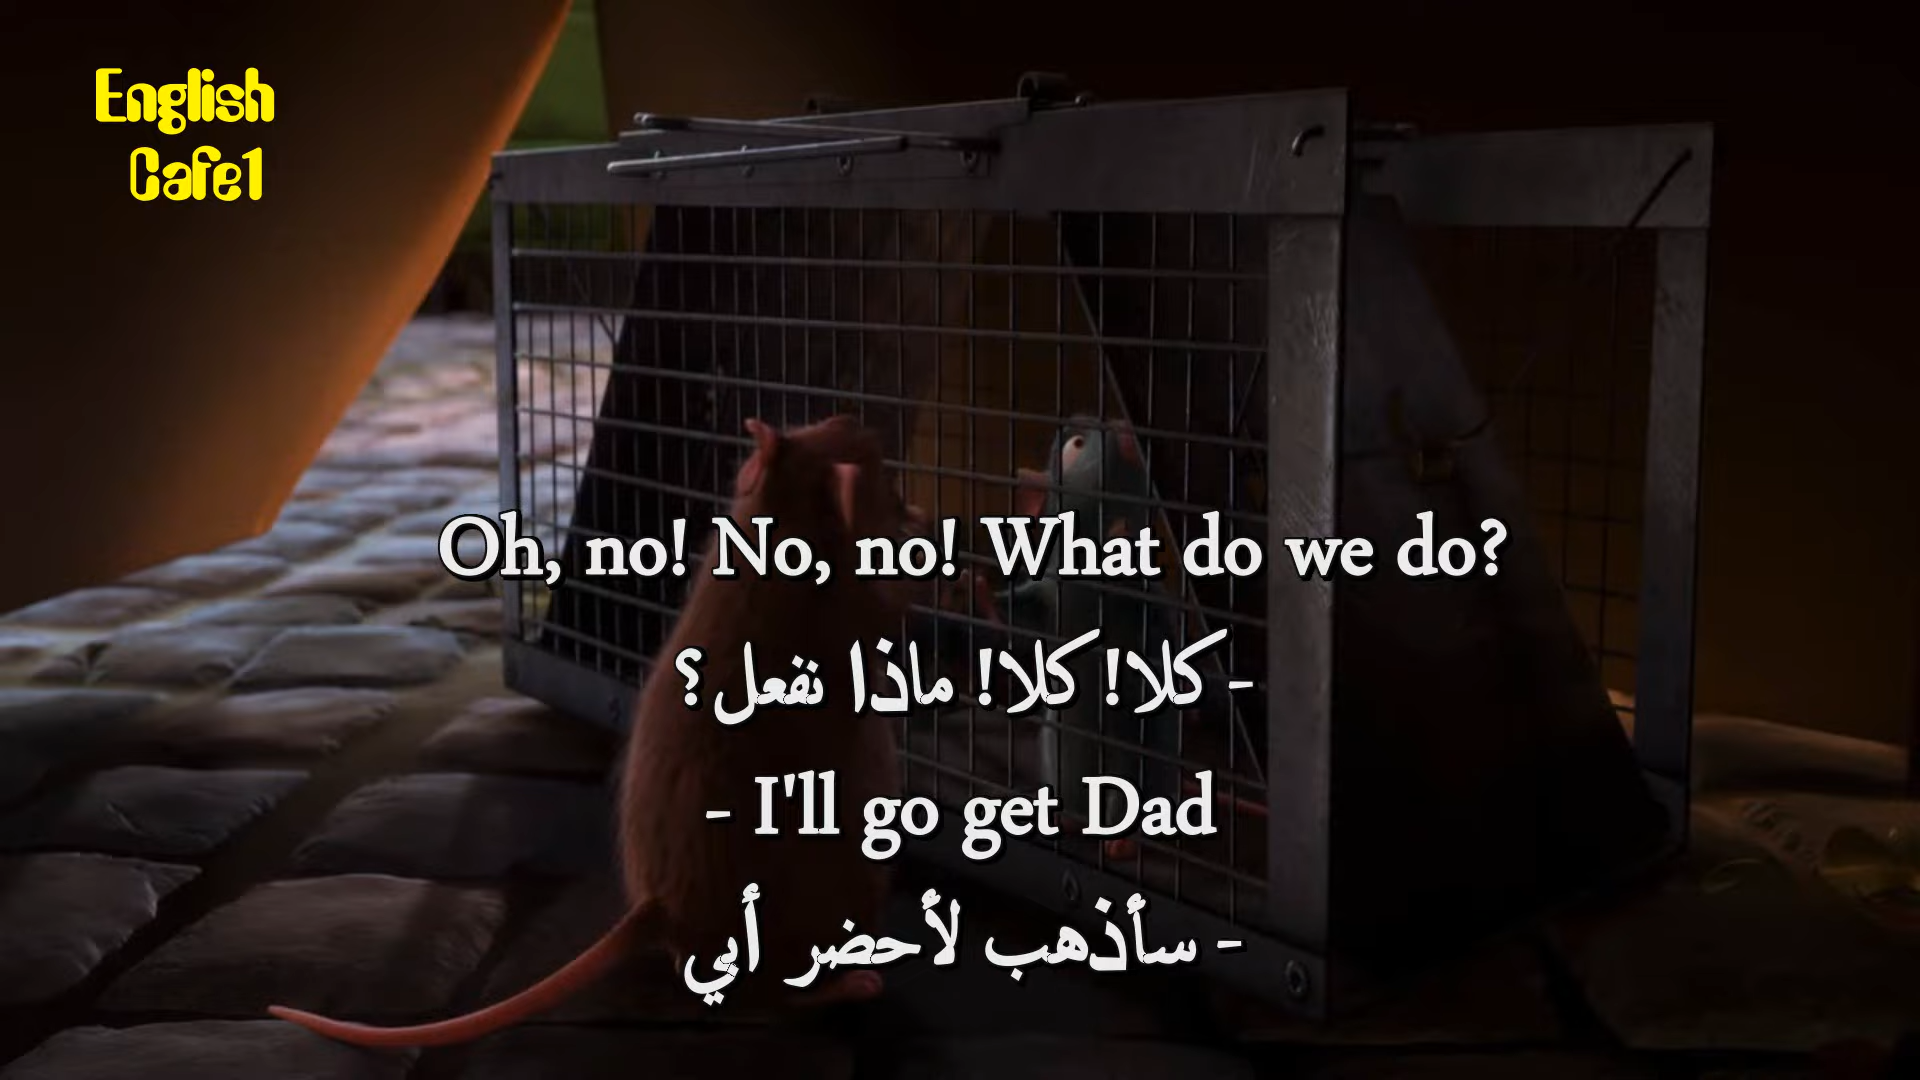 English
Cafe1
Oh, no! No, no! What do we do?
- كلا! كلا! ماذا نفعل؟
- I'll go get Dad
- سأذهب لأحضر أبي